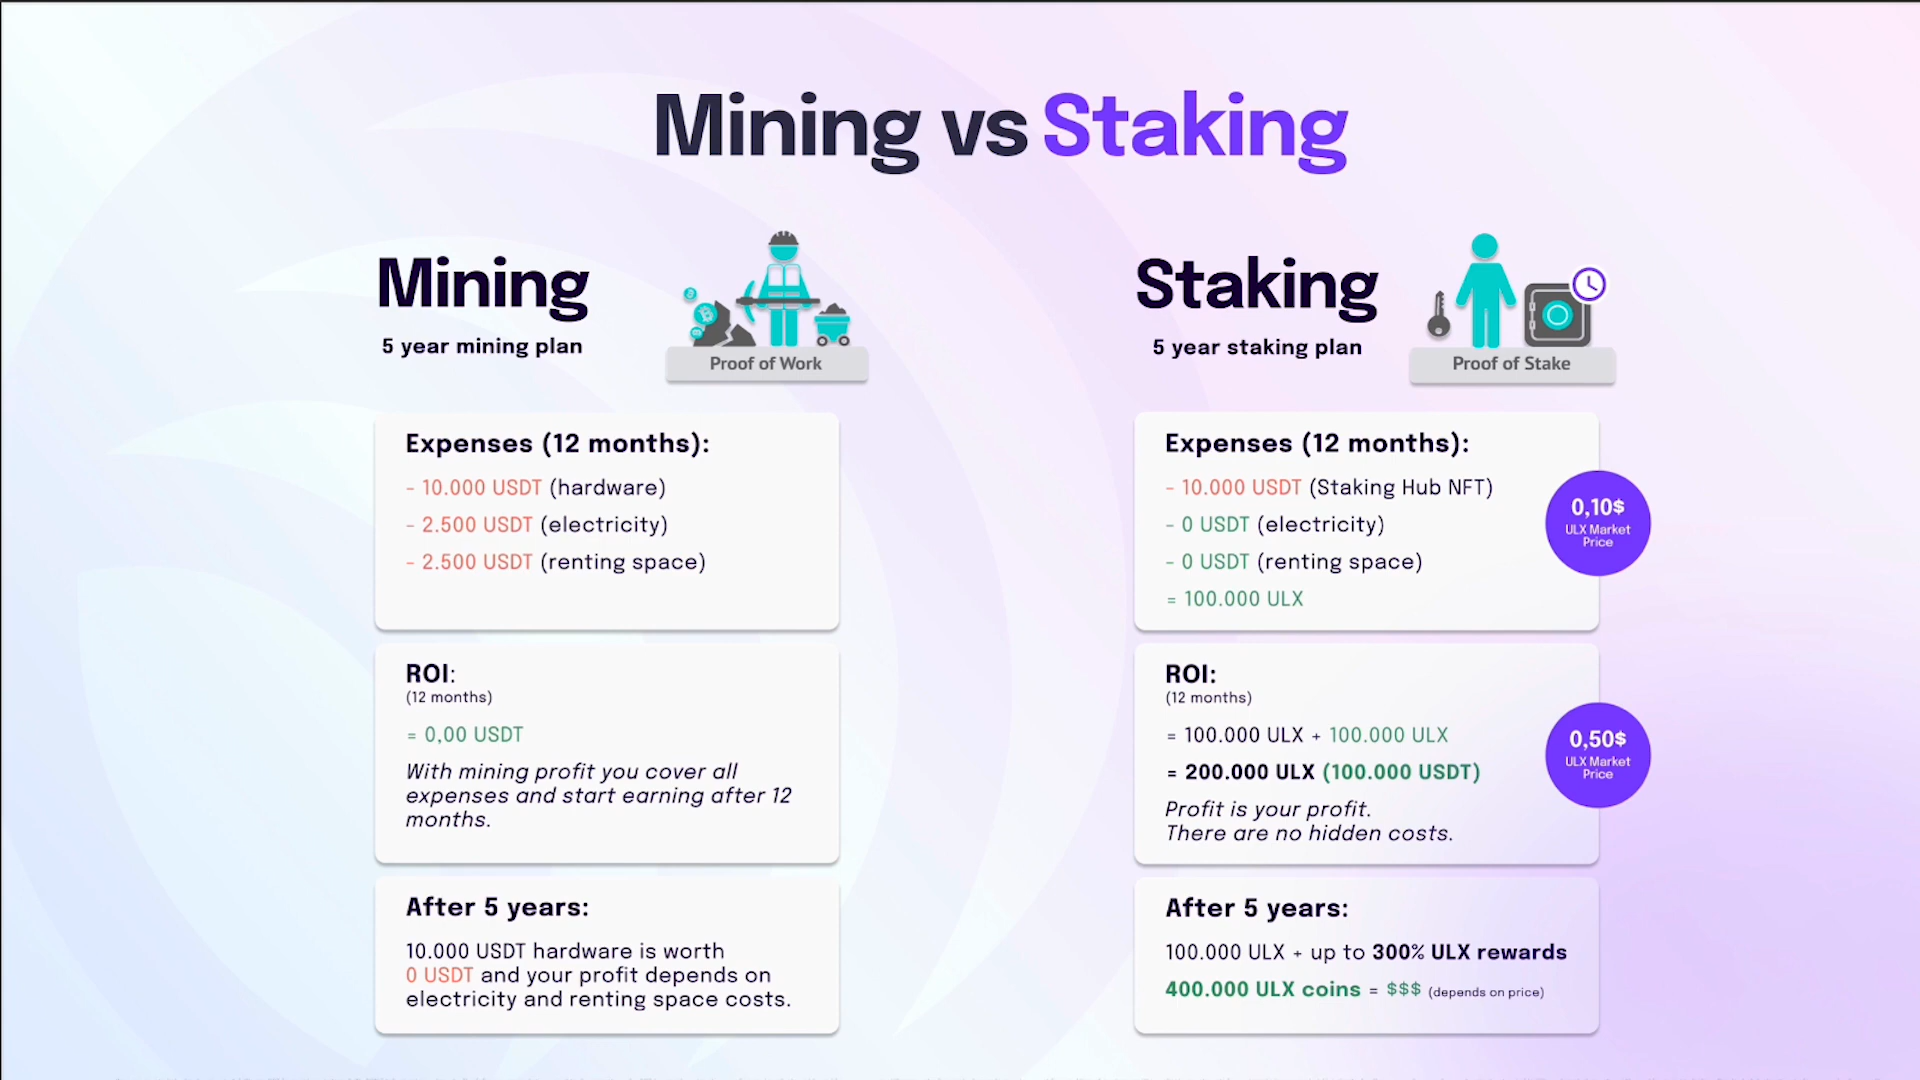 Mining vs Staking
Mining
5 year mining plan
Proof of Work
Expenses (12 months):
- 10.000 USDT (hardware)
- 2.500 USDT (electricity)
- 2.500 USDT (renting space)
ROI:
(12 months)
= 0,00 USDT
With mining profit you cover all
expenses and start earning after 12
months.
After 5 years:
10.000 USDT hardware is worth
0 USDT and your profit depends on
electricity and renting space costs.
Staking
5 year staking plan
Proof of Stake
Expenses (12 months):
- 10.000 USDT (Staking Hub NFT)
- 0 USDT (electricity)
- 0 USDT (renting space)
= 100.000 ULX
0,10$
ULX Market
Price
ROI:
(12 months)
= 100.000 ULX + 100.000 ULX
= 200.000 ULX (100.000 USDT)
Profit is your profit.
There are no hidden costs.
0,50$
ULX Market
Price
After 5 years:
100.000 ULX + up to 300% ULX rewards
400.000 ULX coins = $$$ (depends on price)